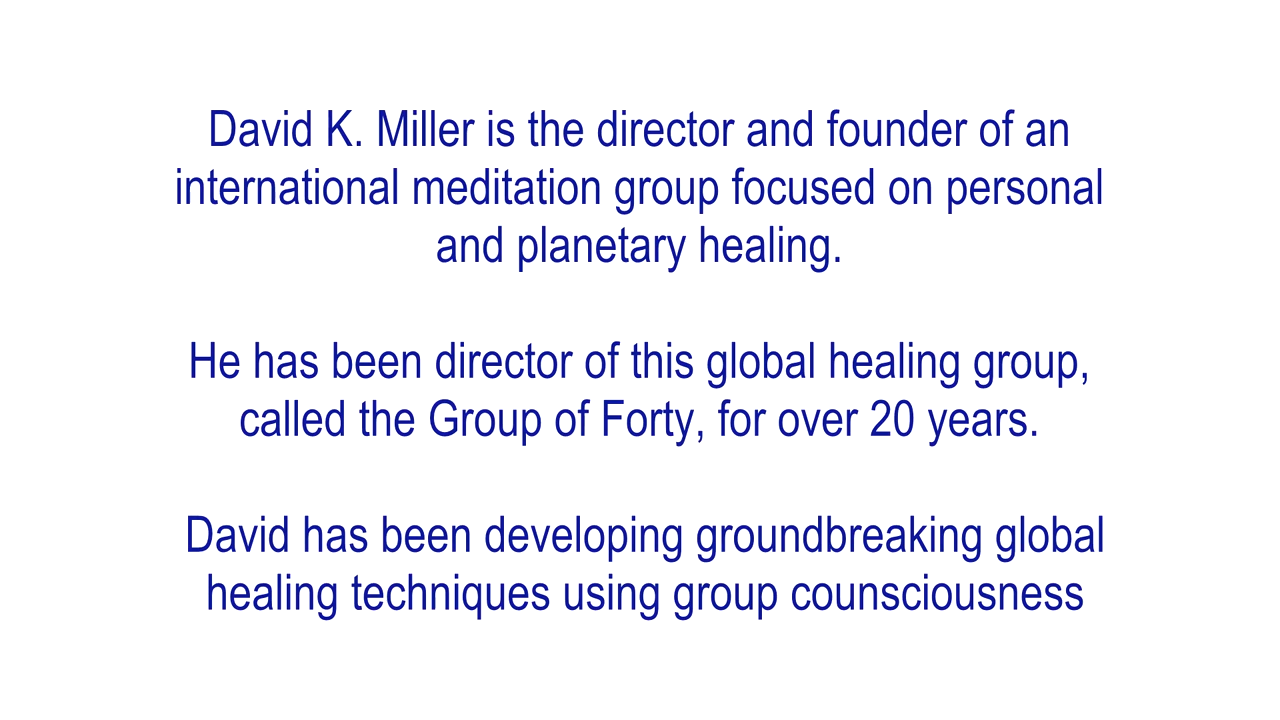 David K. Miller is the director and founder of an
international meditation group focused on personal
and planetary healing.
He has been director of this global healing group,
called the Group of Forty, for over 20 years.
David has been developing groundbreaking global
healing techniques using group counsciousness